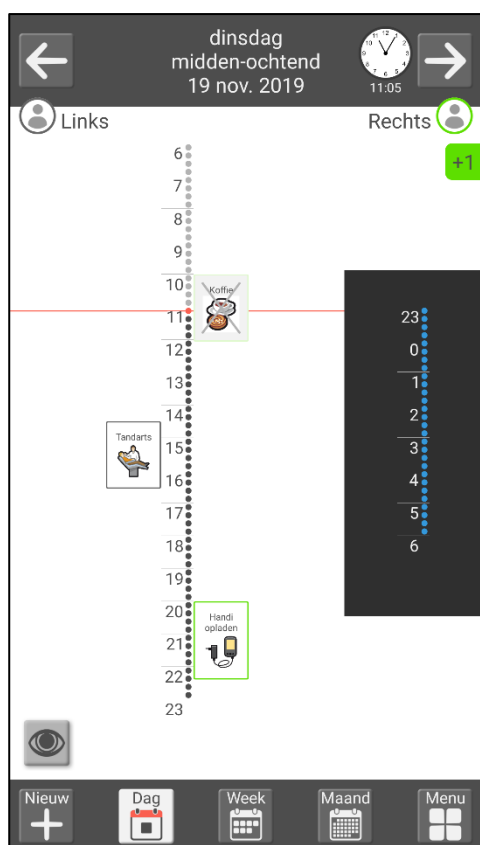 dinsdag
midden-ochtend
19 nov. 2019
11:05
Links
Rechts
+1
6
7
8
9
10
11
12
13
14
15
16
17
18
19
20
21
22
23
Koffie
Tandarts
Handi
opladen
23
0
1
2
3
4
5
6
Nieuw
Dag
Week
Maand
Menu